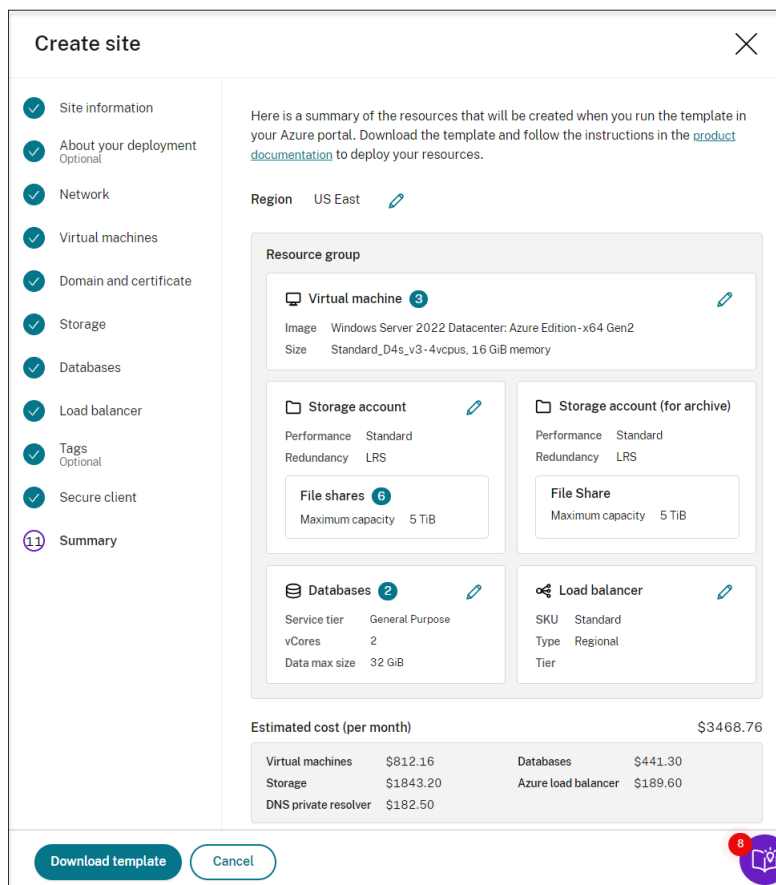 Create site
Site information
About your deployment
Optional
Network
Virtual machines
Domain and certificate
Storage
Databases
Load balancer
Tags
Optional
Secure client
11 Summary
Here is a summary of the resources that will be created when you run the template in
your Azure portal. Download the template and follow the instructions in the product
documentation to deploy your resources.
Region US East
Resource group
Virtual machine 3
Image Windows Server 2022 Datacenter: Azure Edition-x64 Gen2
Size Standard_D4s_v3-4vcpus, 16 GiB memory
Storage account
Performance Standard
Redundancy LRS
File shares 6
Maximum capacity 5 TiB
Storage account (for archive)
Performance Standard
Redundancy LRS
File Share
Maximum capacity 5 TiB
Databases 2
Service tier General Purpose
vCores 2
Data max size 32 GiB
Load balancer
SKU Standard
Type Regional
Tier
Estimated cost (per month) $3468.76
Virtual machines $812.16 Databases $441.30
Storage $1843.20 Azure load balancer $189.60
DNS private resolver $182.50
Download template
Cancel
8